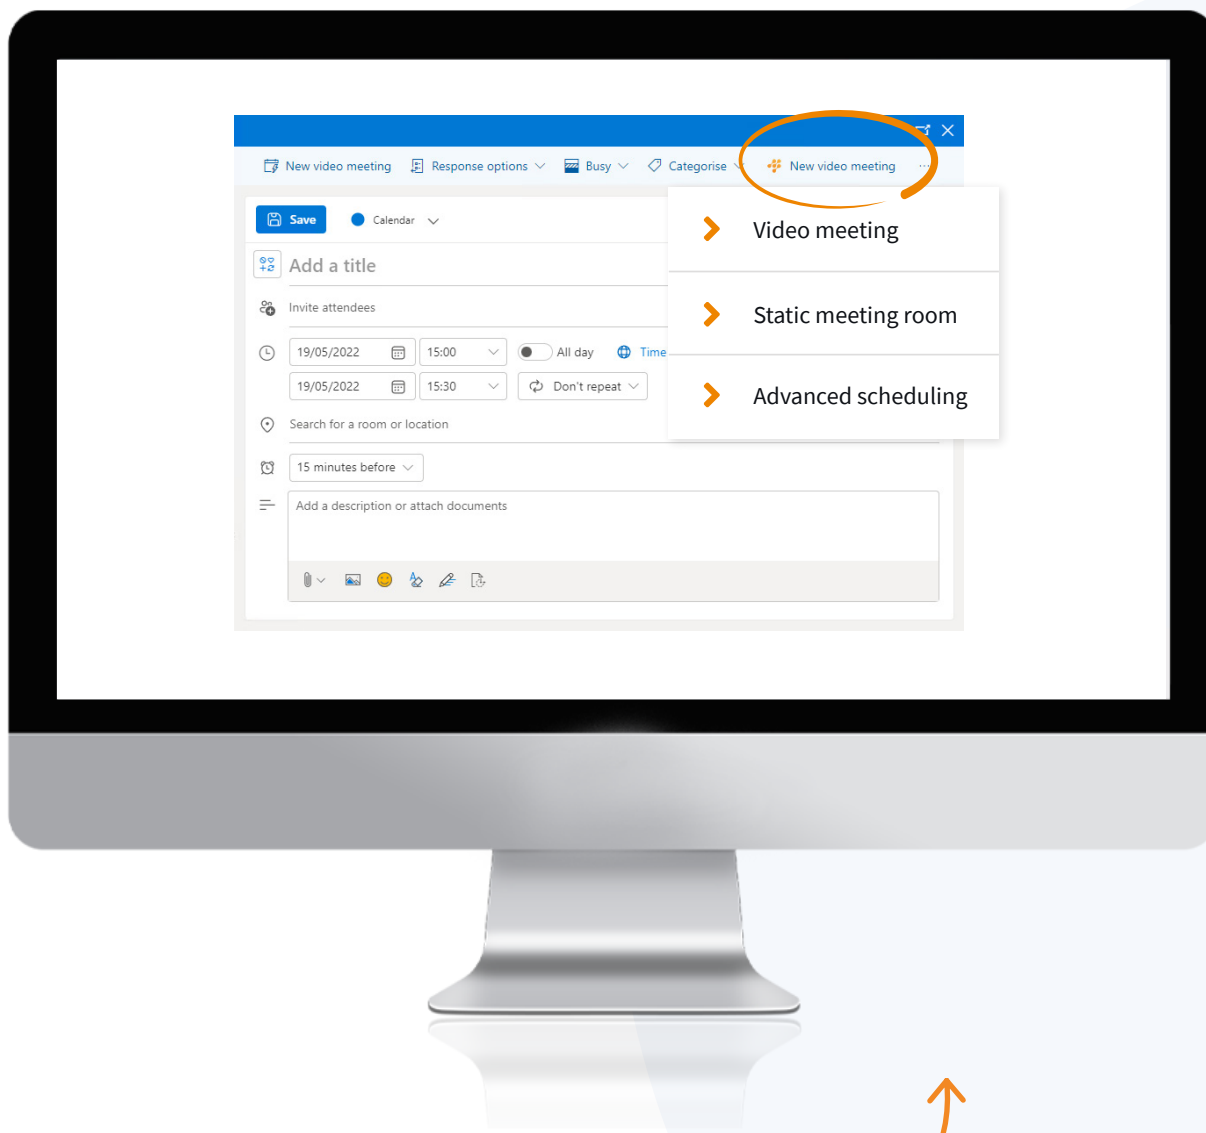 New video meeting Response options Busy Categorise New video meeting ...
Save Calendar
Video meeting
Add a title
Invite attendees
Static meeting room
19/05/2022 15:00 All day Time
19/05/2022 15:30 Don't repeat
Advanced scheduling
Search for a room or location
15 minutes before
Add a description or attach documents